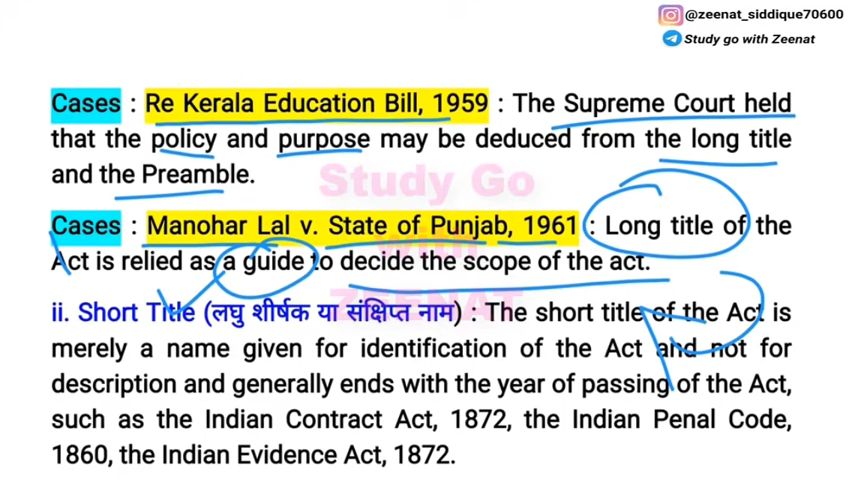 @zeenat_siddique70600
Study go with Zeenat
Cases : Re Kerala Education Bill, 1959 : The Supreme Court held
that the policy and purpose may be deduced from the long title
and the Preamble.
Study Go
with
ZEENAT
Cases : Manohar Lal v. State of Punjab, 1961 : Long title of the
Act is relied as a guide to decide the scope of the act.
ii. Short Title (लघु शीर्षक या संक्षिप्त नाम) : The short title of the Act is
merely a name given for identification of the Act and not for
description and generally ends with the year of passing of the Act,
such as the Indian Contract Act, 1872, the Indian Penal Code,
1860, the Indian Evidence Act, 1872.